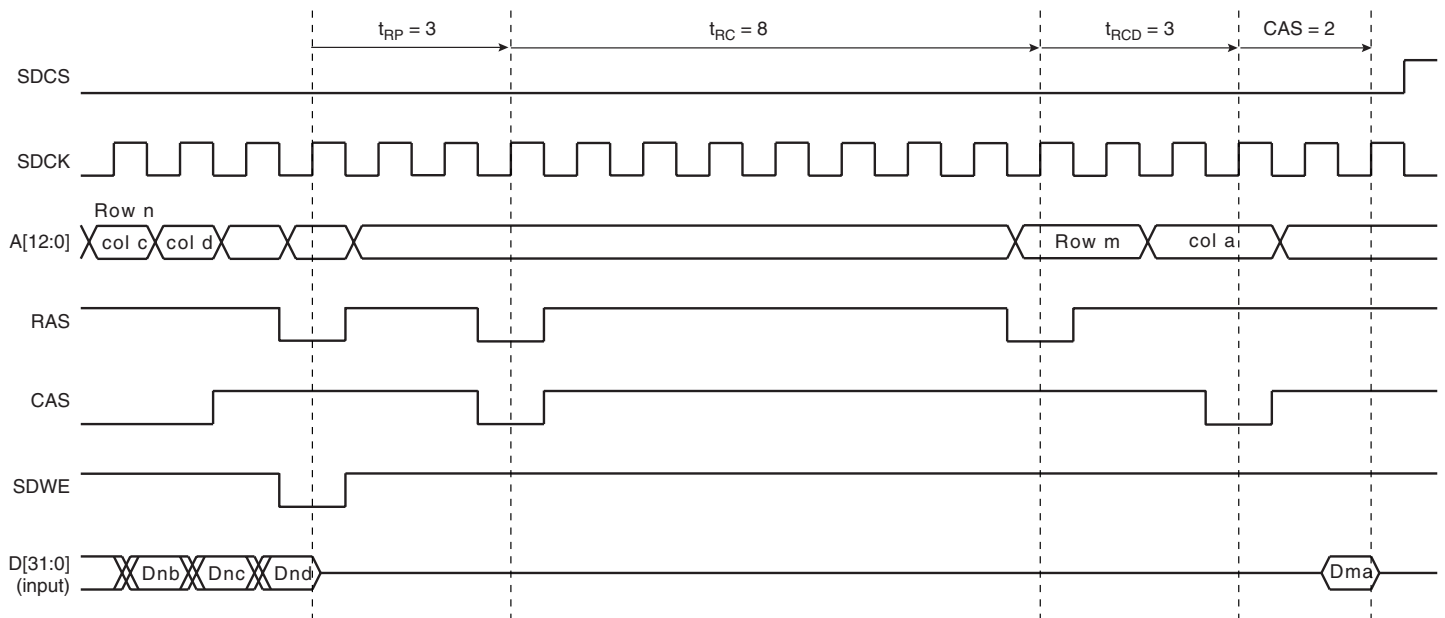 tRP = 3
tRC = 8
tRCD = 3
CAS = 2
SDCS
SDCK
Row n
A[12:0]
col c
col d
Row m
col a
RAS
CAS
SDWE
D[31:0]
(input)
Dnb
Dnc
Dnd
Dma